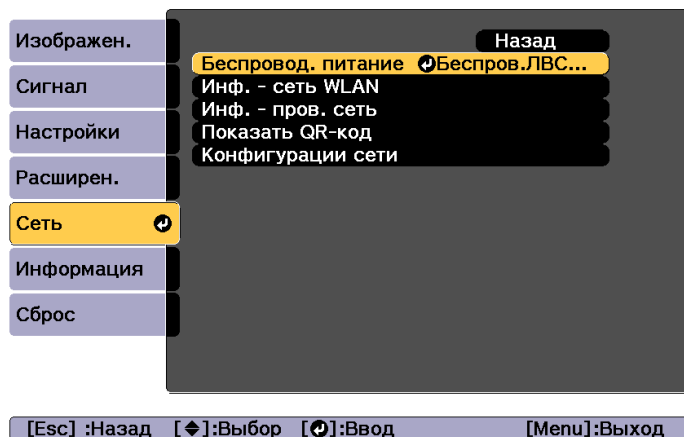 Изображен.
Сигнал
Настройки
Расширен.
Сеть
Информация
Сброс
Назад
Беспровод. питание Беспров.ЛВС...
Инф. - сеть WLAN
Инф. - пров. сеть
Показать QR-код
Конфигурации сети
[Esc] :Назад [◆]:Выбор [↵]:Ввод [Menu]:Выход